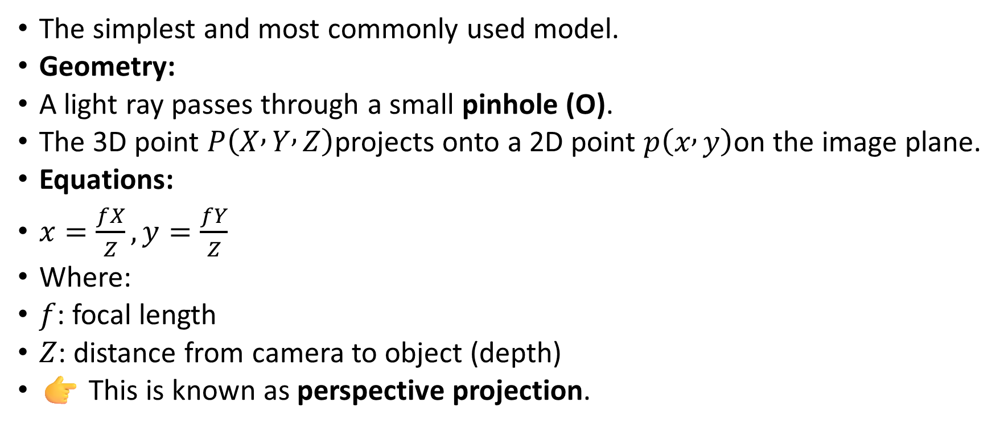 • The simplest and most commonly used model.
• Geometry:
• A light ray passes through a small pinhole (O).
• The 3D point P(X, Y, Z)projects onto a 2D point p(x, y)on the image plane.
• Equations:
• x = fX/Z , y = fY/Z
• Where:
• f: focal length
• Z: distance from camera to object (depth)
• 👉 This is known as perspective projection.